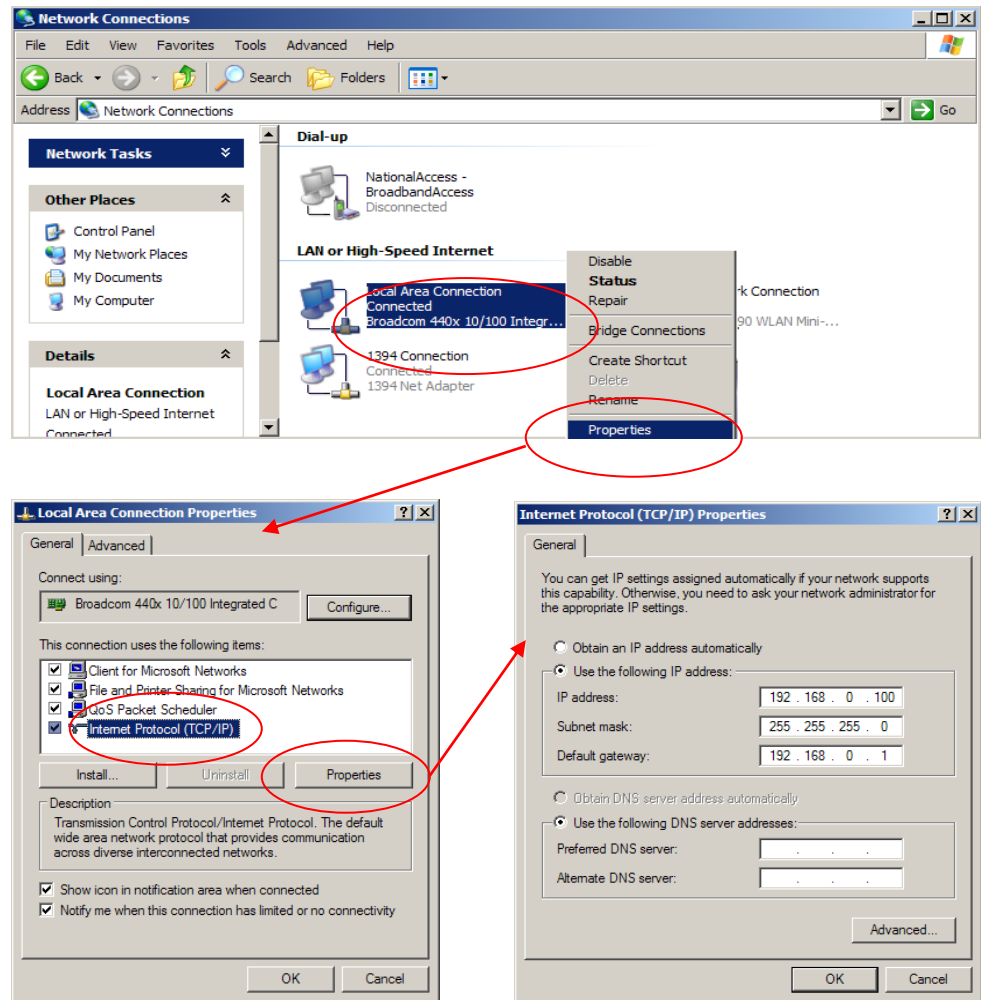 Network Connections
File Edit View Favorites Tools Advanced Help
Back Search Folders
Address Network Connections Go
Network Tasks
Other Places
Control Panel
My Network Places
My Documents
My Computer
Details
Local Area Connection
LAN or High-Speed Internet
Connected
Dial-up
NationalAccess -
BroadbandAccess
Disconnected
LAN or High-Speed Internet
Local Area Connection
Connected
Broadcom 440x 10/100 Integr...
1394 Connection
Connected
1394 Net Adapter
Disable
Status
Repair
Bridge Connections
Create Shortcut
Delete
Rename
Properties
k Connection
90 WLAN Mini-...
Local Area Connection Properties
General Advanced
Connect using:
Broadcom 440x 10/100 Integrated C Configure...
This connection uses the following items:
Client for Microsoft Networks
File and Printer Sharing for Microsoft Networks
QoS Packet Scheduler
Internet Protocol (TCP/IP)
Install... Uninstall Properties
Description
Transmission Control Protocol/Internet Protocol. The default
wide area network protocol that provides communication
across diverse interconnected networks.
Show icon in notification area when connected
Notify me when this connection has limited or no connectivity
OK Cancel
Internet Protocol (TCP/IP) Properties
General
You can get IP settings assigned automatically if your network supports
this capability. Otherwise, you need to ask your network administrator for
the appropriate IP settings.
Obtain an IP address automatically
Use the following IP address:
IP address: 192 . 168 . 0 . 100
Subnet mask: 255 . 255 . 255 . 0
Default gateway: 192 . 168 . 0 . 1
Obtain DNS server address automatically
Use the following DNS server addresses:
Preferred DNS server: . . .
Alternate DNS server: . . .
Advanced...
OK Cancel